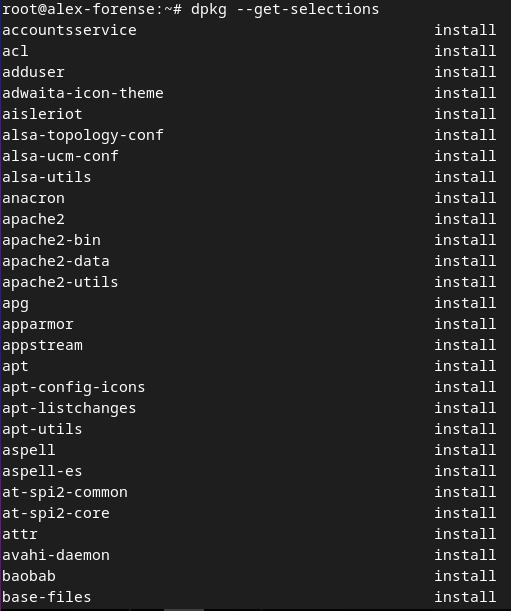 root@alex-forense:~# dpkg --get-selections
accountsservice install
acl install
adduser install
adwaita-icon-theme install
aisleriot install
alsa-topology-conf install
alsa-ucm-conf install
alsa-utils install
anacron install
apache2 install
apache2-bin install
apache2-data install
apache2-utils install
apg install
apparmor install
appstream install
apt install
apt-config-icons install
apt-listchanges install
apt-utils install
aspell install
aspell-es install
at-spi2-common install
at-spi2-core install
attr install
avahi-daemon install
baobab install
base-files install